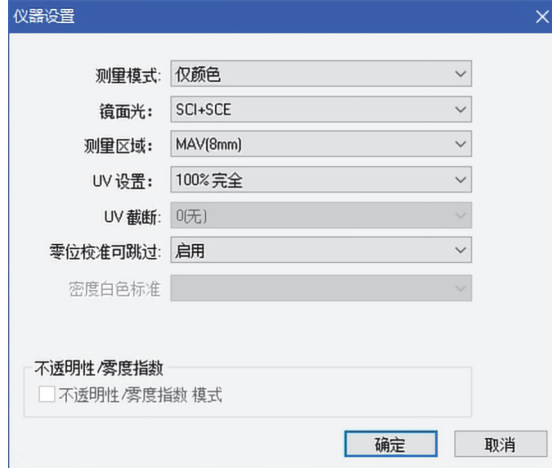 仪器设置
测量模式: 仅颜色
镜面光: SCI+SCE
测量区域: MAV(8mm)
UV 设置: 100% 完全
UV 截断: 0(无)
零位校准可跳过: 启用
密度白色标准
不透明性/雾度指数
不透明性/雾度指数 模式
确定 取消